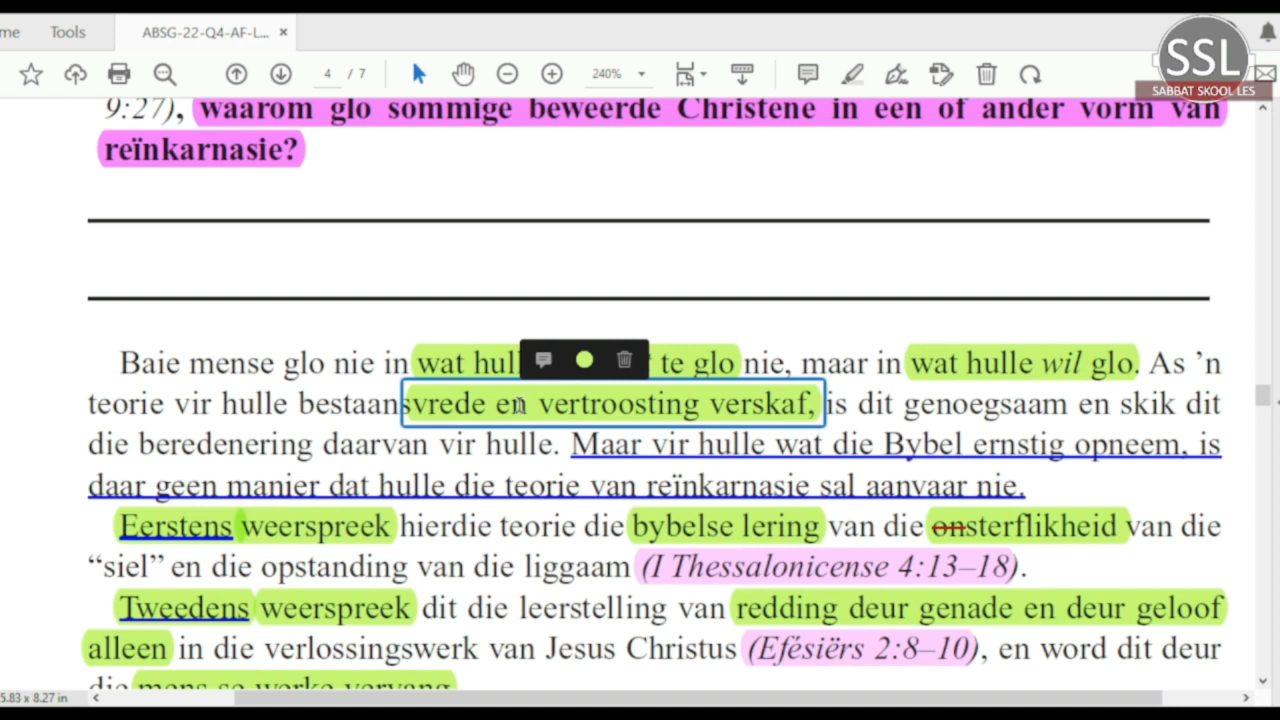 me Tools ABSG-22-Q4-AF-L... ×
4 / 7 240%
SSL
SABBAT SKOOL LES
9:27), waarom glo sommige beweerde Christene in een of ander vorm van
reïnkarnasie?
Baie mense glo nie in wat hul te glo nie, maar in wat hulle wil glo. As ’n
teorie vir hulle bestaansvrede en vertroosting verskaf, is dit genoegsaam en skik dit
die beredenering daarvan vir hulle. Maar vir hulle wat die Bybel ernstig opneem, is
daar geen manier dat hulle die teorie van reïnkarnasie sal aanvaar nie.
Eerstens weerspreek hierdie teorie die bybelse lering van die onsterflikheid van die
“siel” en die opstanding van die liggaam (I Thessalonicense 4:13–18).
Tweedens weerspreek dit die leerstelling van redding deur genade en deur geloof
alleen in die verlossingswerk van Jesus Christus (Efésiërs 2:8–10), en word dit deur
die mens se werke vervang.
5.83 x 8.27 in